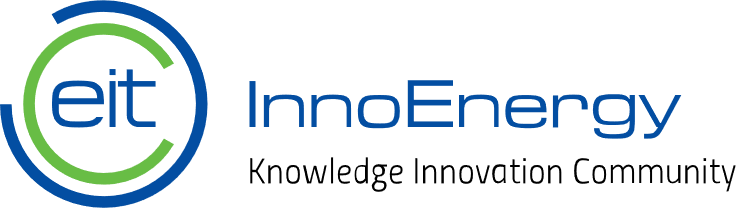 eit
InnoEnergy
Knowledge Innovation Community